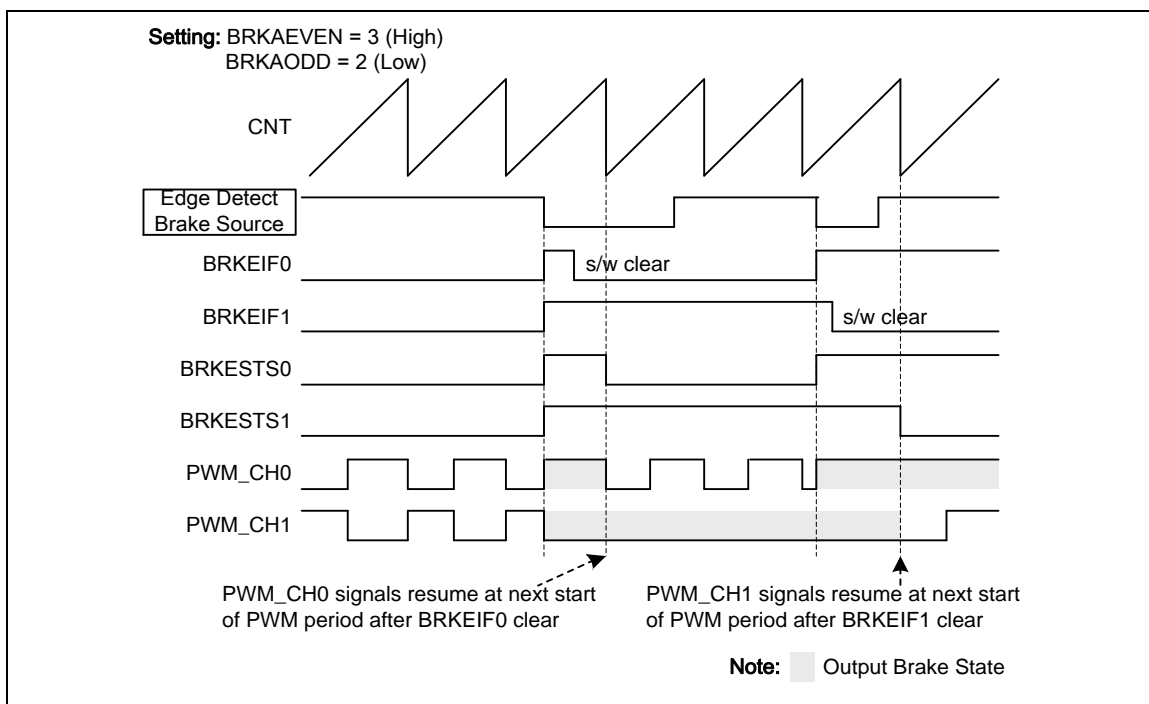 Setting: BRKAEVEN = 3 (High)
BRKAODD = 2 (Low)
CNT
Edge Detect
Brake Source
BRKEIF0
s/w clear
BRKEIF1
s/w clear
BRKESTS0
BRKESTS1
PWM_CH0
PWM_CH1
PWM_CH0 signals resume at next start
of PWM period after BRKEIF0 clear
PWM_CH1 signals resume at next start
of PWM period after BRKEIF1 clear
Note: Output Brake State